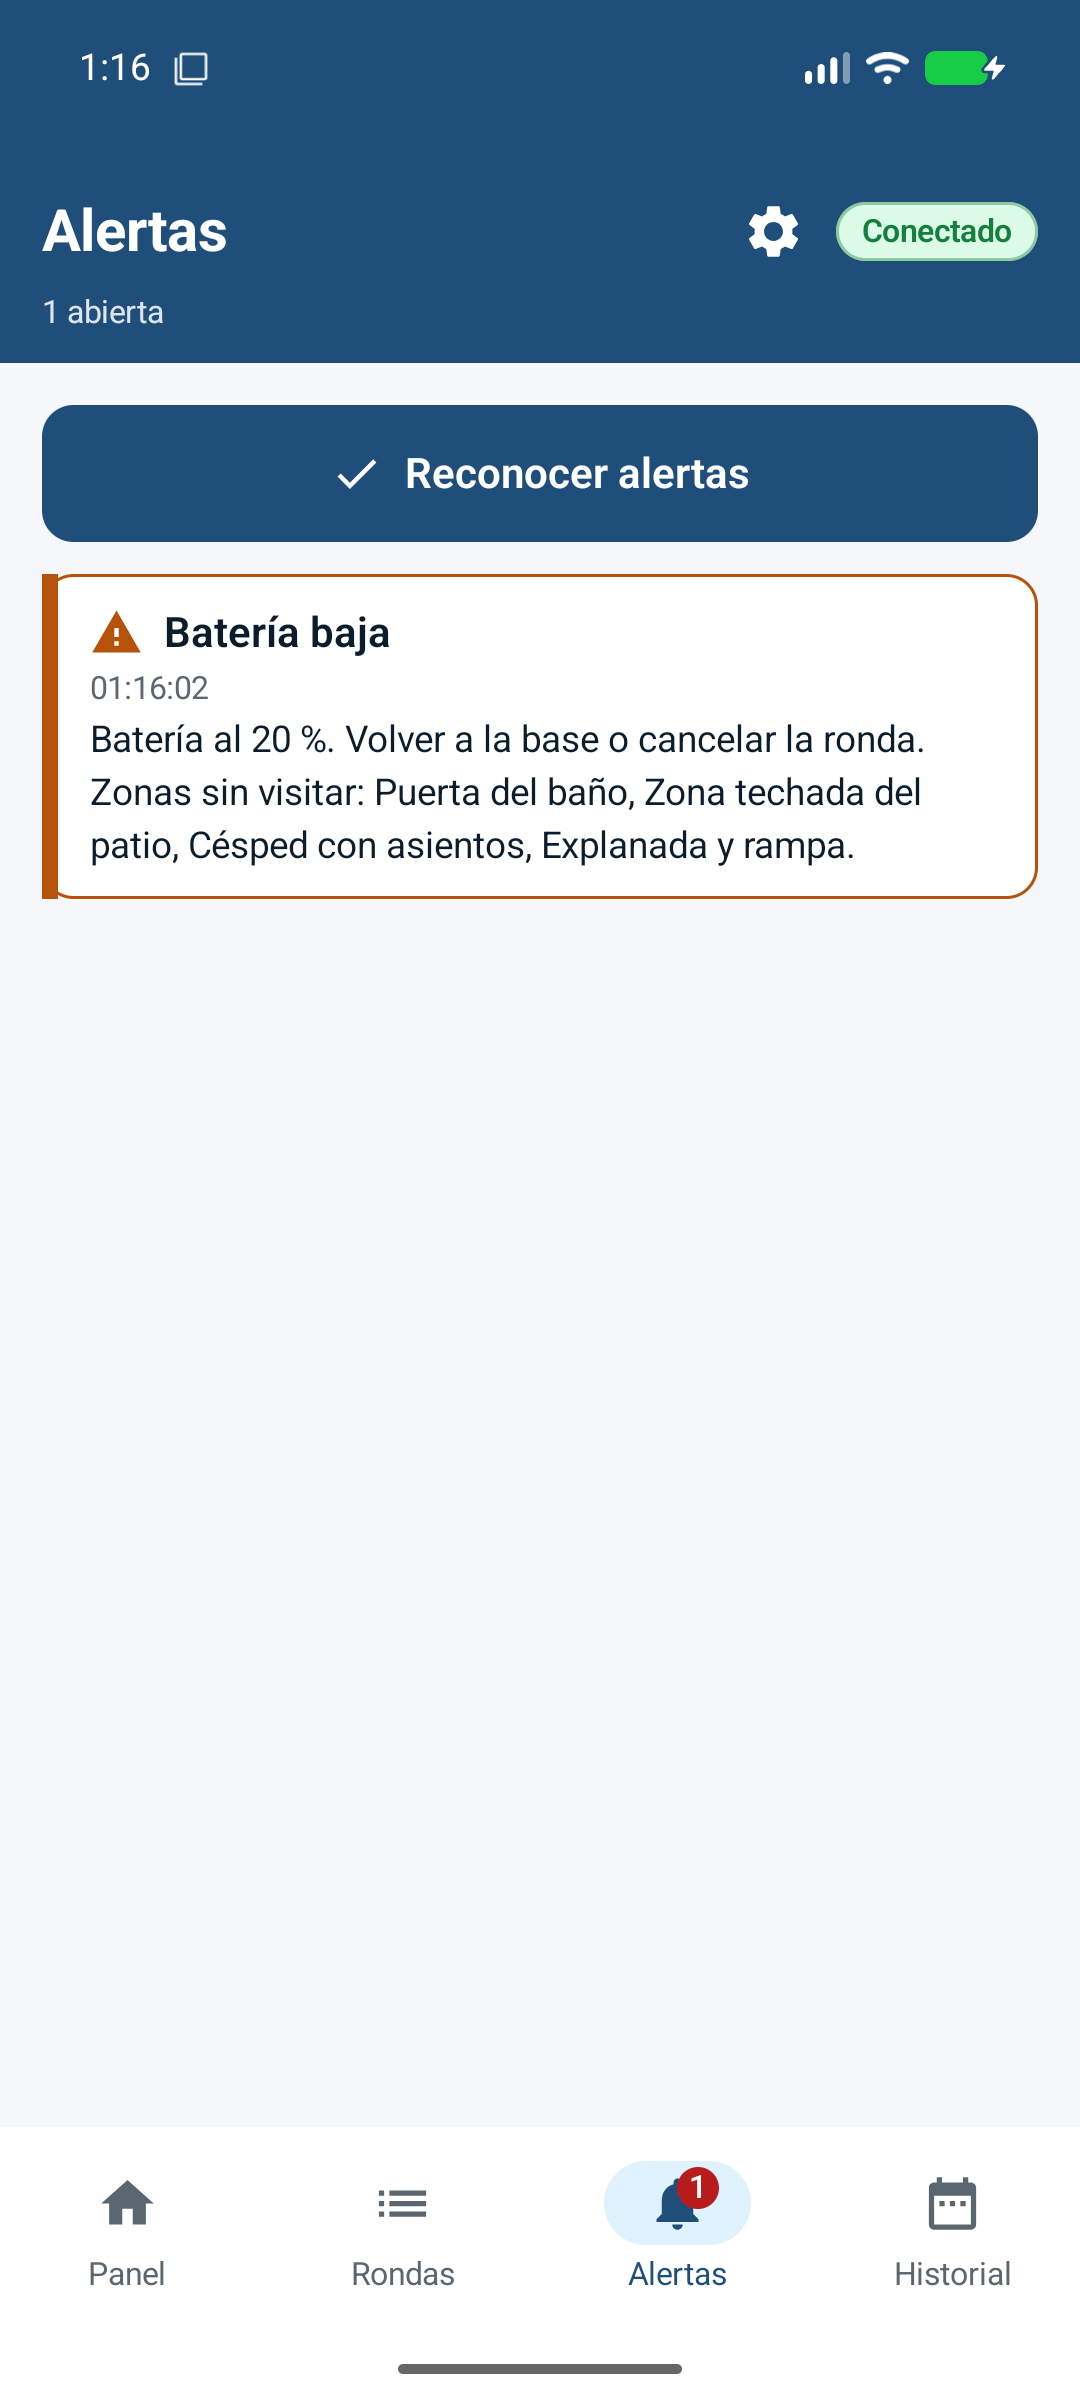 1:16
Alertas
Conectado
1 abierta
Reconocer alertas
Batería baja
01:16:02
Batería al 20 %. Volver a la base o cancelar la ronda.
Zonas sin visitar: Puerta del baño, Zona techada del
patio, Césped con asientos, Explanada y rampa.
1
Panel
Rondas
Alertas
Historial